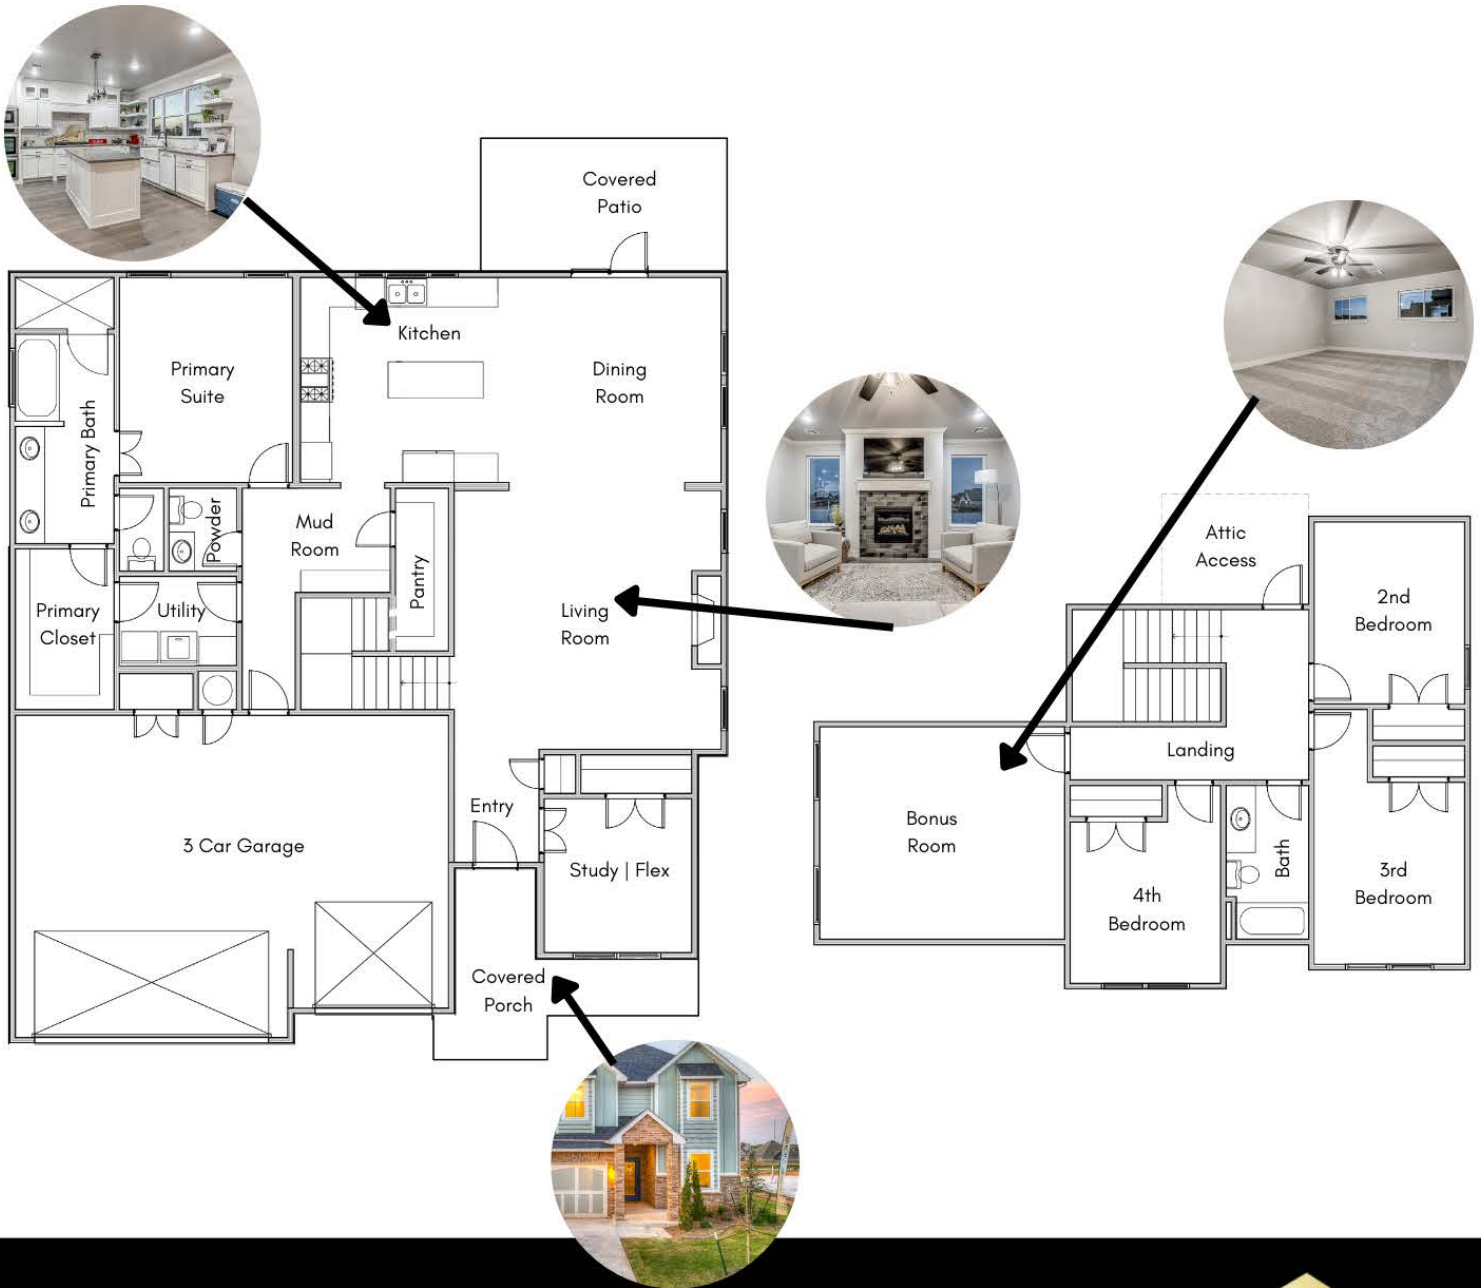 Covered
Patio
Kitchen
Primary
Suite
Dining
Room
Primary Bath
Powder
Mud
Room
Pantry
Primary
Closet
Utility
Living
Room
Entry
3 Car Garage
Study | Flex
Covered
Porch
Attic
Access
2nd
Bedroom
Landing
Bonus
Room
4th
Bedroom
Bath
3rd
Bedroom